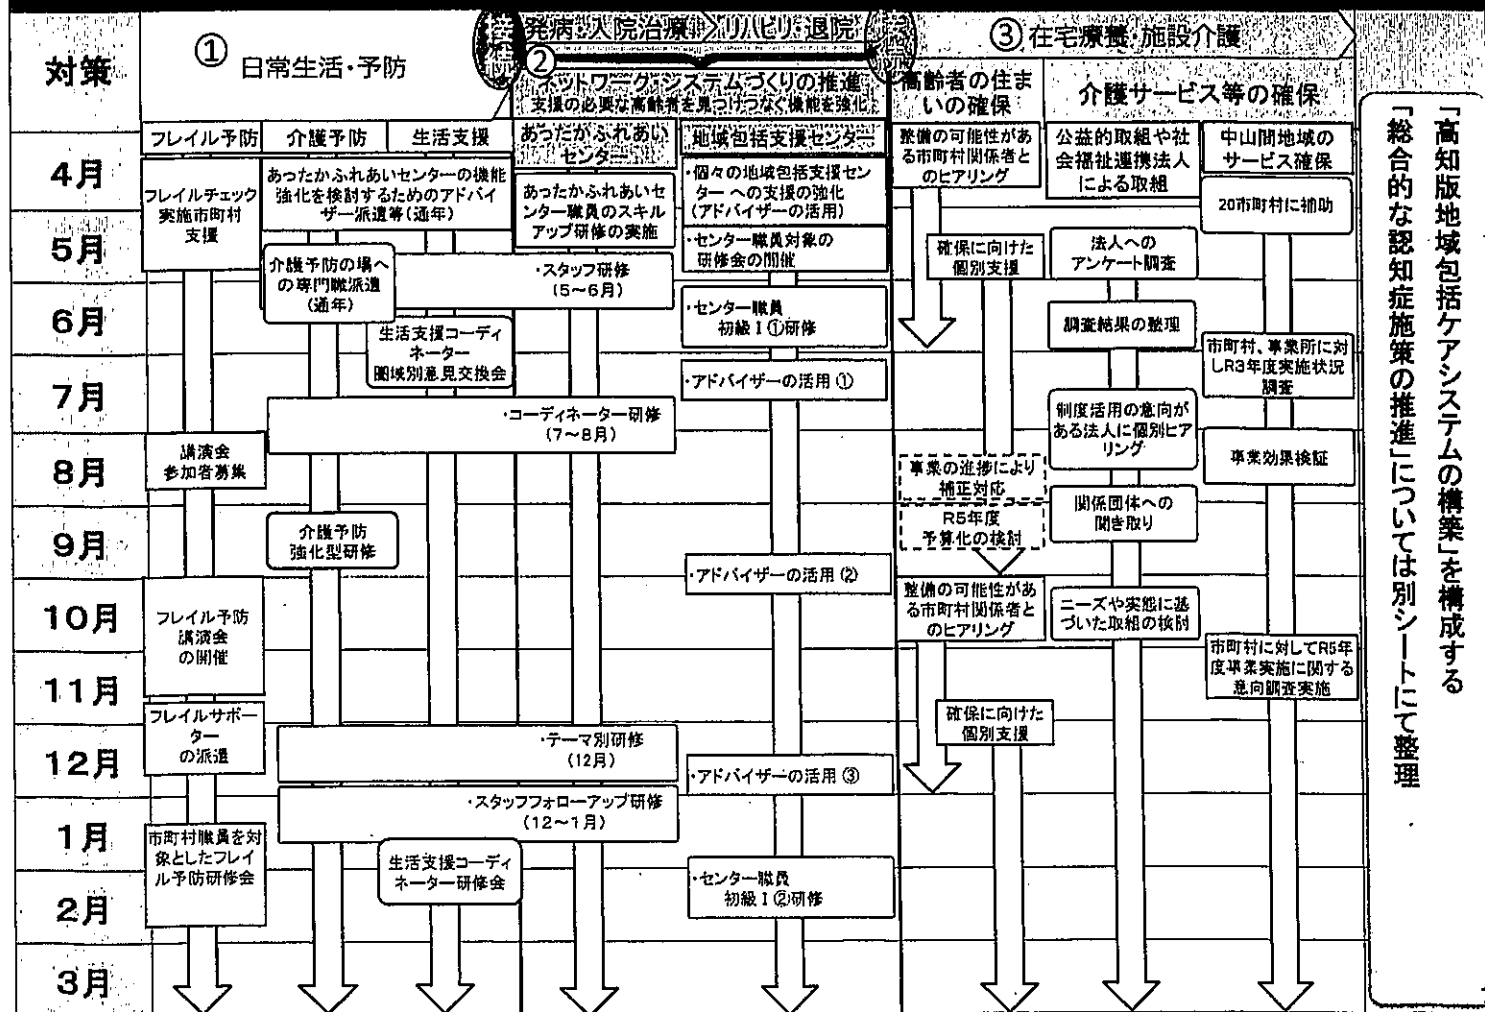 対策
①
日常生活・予防
発病・入院治療
リハビリ・退院
②
ネットワーク・システムづくりの推進
支援の必要な高齢者を見つけつなぐ機能を強化
③在宅療養・施設介護
高齢者の住ま
いの確保
介護サービス等の確保
フレイル予防
介護予防
生活支援
あったかふれあい
センター
地域包括支援センター
整備の可能性があ
る市町村関係者と
のヒアリング
公益的取組や社
会福祉連携法人
による取組
中山間地域の
サービス確保
4月
5月
6月
7月
8月
9月
10月
11月
12月
1月
2月
3月
フレイルチェック
実施市町村
支援
講演会
参加者募集
フレイル予防
講演会
の開催
フレイルサポー
ター
の派遣
市町村職員を対
象としたフレイ
ル予防研修会
あったかふれあいセンターの機能
強化を検討するためのアドバイ
ザー派遣等(通年)
介護予防の場へ
の専門職派遣
(通年)
生活支援コーディ
ネーター
圏域別意見交換会
介護予防
強化型研修
生活支援コーディ
ネーター研修会
あったかふれあいセ
ンター職員のスキル
アップ研修の実施
・スタッフ研修
(5~6月)
・コーディネーター研修
(7~8月)
・テーマ別研修
(12月)
・スタッフフォローアップ研修
(12~1月)
・個々の地域包括支援セン
ターへの支援の強化
(アドバイザーの活用)
・センター職員対象の
研修会の開催
・センター職員
初級Ⅰ①研修
・アドバイザーの活用①
・アドバイザーの活用②
・アドバイザーの活用③
・センター職員
初級Ⅰ②研修
確保に向けた
個別支援
事業の進捗により
補正対応
R5年度
予算化の検討
整備の可能性があ
る市町村関係者と
のヒアリング
確保に向けた
個別支援
法人への
アンケート調査
調査結果の整理
制度活用の意向が
ある法人に個別ヒア
リング
関係団体への
聞き取り
ニーズや実態に基
づいた取組の検討
20市町村に補助
市町村、事業所に対
しR3年度実施状況
調査
事業効果検証
市町村に対してR5年
度事業実施に関する
意向調査実施
「高知版地域包括ケアシステムの構築」を構成する
「総合的な認知症施策の推進」については別シートにて整理